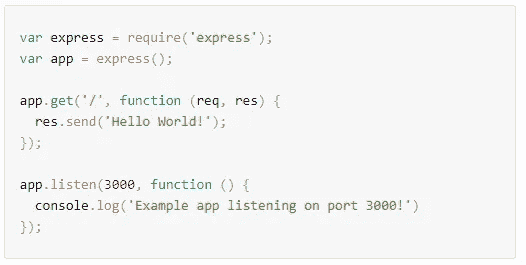 var express = require('express');
var app = express();
app.get('/', function (req, res) {
res.send('Hello World!');
});
app.listen(3000, function () {
console.log('Example app listening on port 3000!')
});